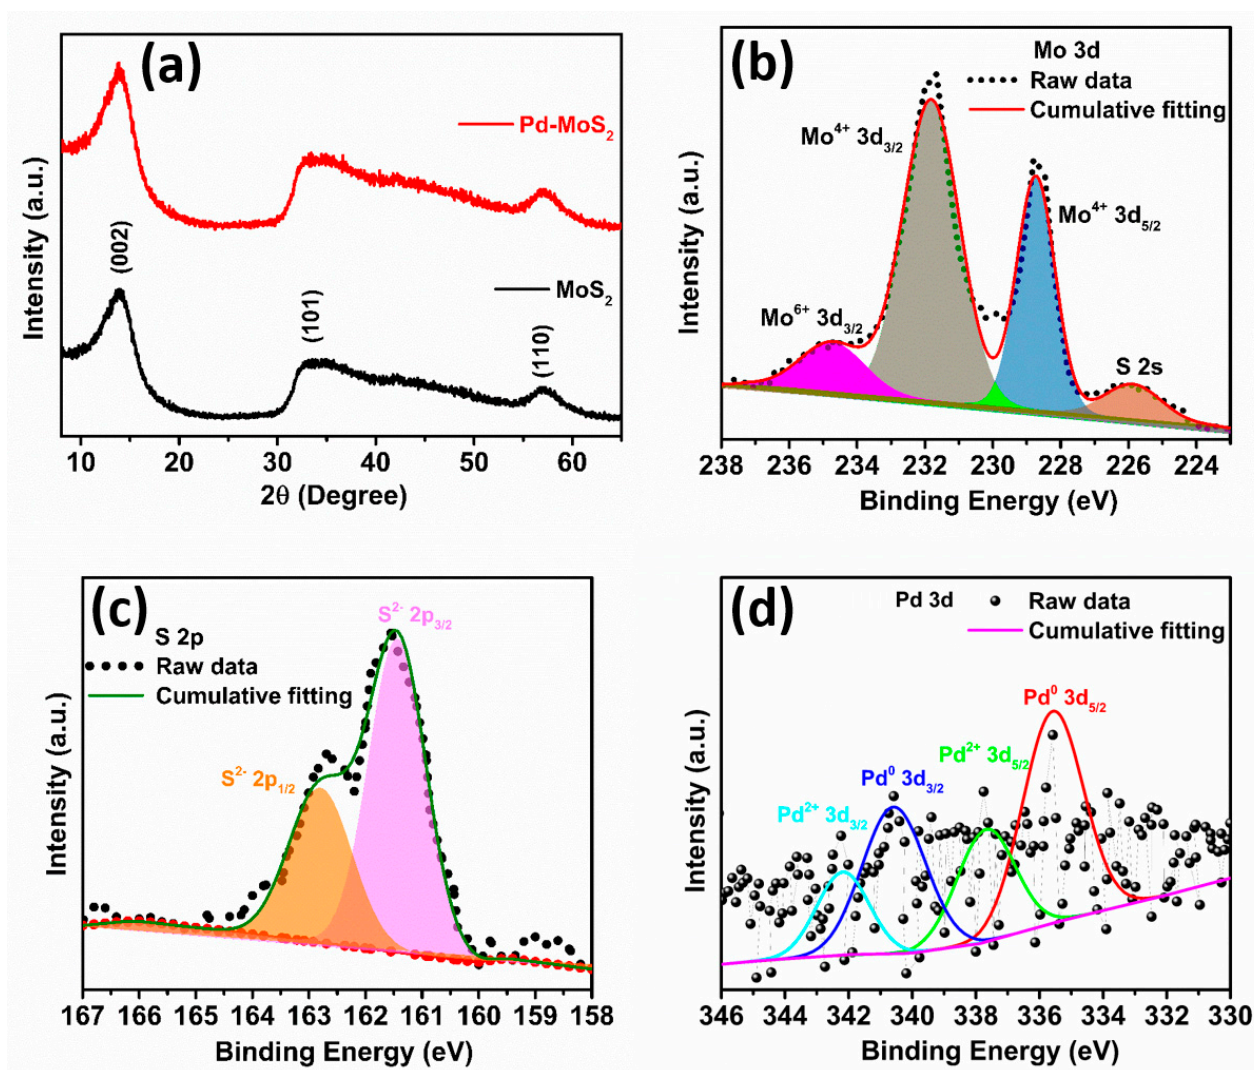 (a)
Pd-MoS₂
MoS₂
(002)
(101)
(110)
Intensity (a.u.)
10 20 30 40 50 60
2θ (Degree)
(b)
Mo 3d
Raw data
Cumulative fitting
Mo⁴⁺ 3d₃/₂
Mo⁴⁺ 3d₅/₂
Mo⁶⁺ 3d₃/₂
S 2s
Intensity (a.u.)
238 236 234 232 230 228 226 224
Binding Energy (eV)
(c)
S 2p
Raw data
Cumulative fitting
S²⁻ 2p₃/₂
S²⁻ 2p₁/₂
Intensity (a.u.)
167 166 165 164 163 162 161 160 159 158
Binding Energy (eV)
(d)
Pd 3d
Raw data
Cumulative fitting
Pd⁰ 3d₅/₂
Pd²⁺ 3d₅/₂
Pd⁰ 3d₃/₂
Pd²⁺ 3d₃/₂
Intensity (a.u.)
346 344 342 340 338 336 334 332 330
Binding Energy (eV)